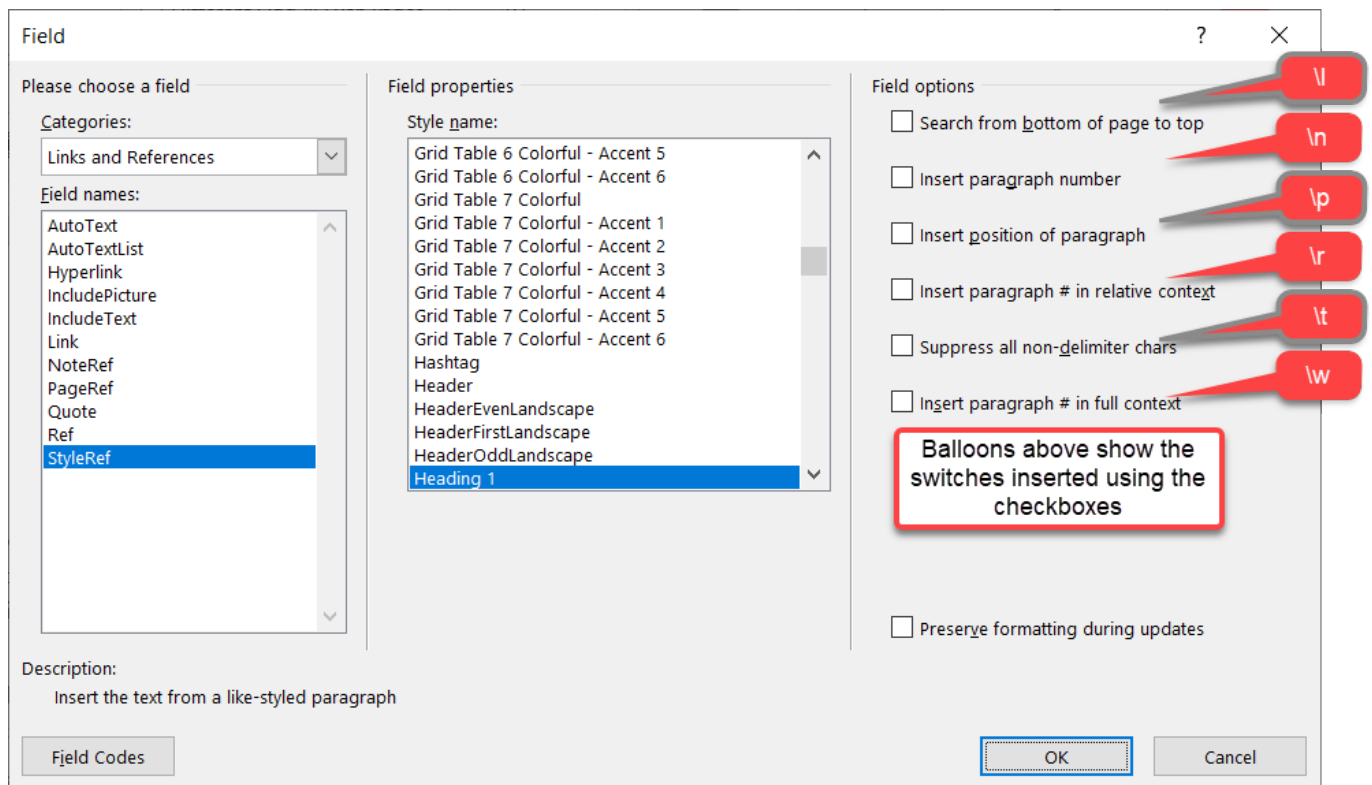 Field
?
Please choose a field
Categories:
Links and References
Field names:
AutoText
AutoTextList
Hyperlink
IncludePicture
IncludeText
Link
NoteRef
PageRef
Quote
Ref
StyleRef
Field properties
Style name:
Grid Table 6 Colorful - Accent 5
Grid Table 6 Colorful - Accent 6
Grid Table 7 Colorful
Grid Table 7 Colorful - Accent 1
Grid Table 7 Colorful - Accent 2
Grid Table 7 Colorful - Accent 3
Grid Table 7 Colorful - Accent 4
Grid Table 7 Colorful - Accent 5
Grid Table 7 Colorful - Accent 6
Hashtag
Header
HeaderEvenLandscape
HeaderFirstLandscape
HeaderOddLandscape
Heading 1
Field options
\l
Search from bottom of page to top
\n
Insert paragraph number
\p
Insert position of paragraph
\r
Insert paragraph # in relative context
\t
Suppress all non-delimiter chars
\w
Insert paragraph # in full context
Balloons above show the
switches inserted using the
checkboxes
Preserve formatting during updates
Description:
Insert the text from a like-styled paragraph
Field Codes
OK
Cancel